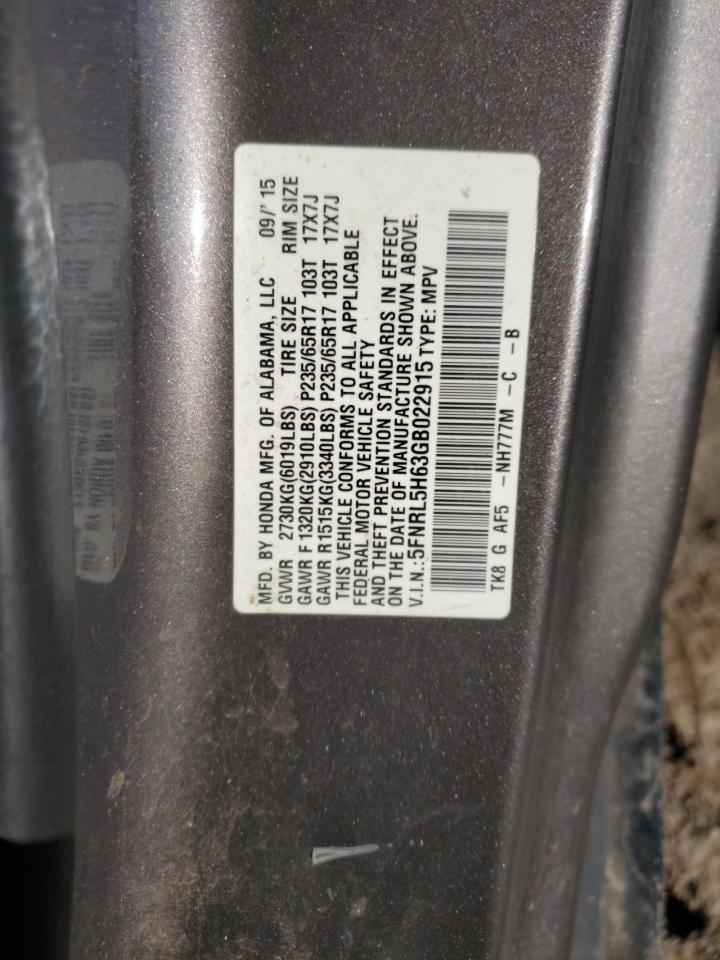 MFD. BY HONDA MFG. OF ALABAMA, LLC 09/' 15
GVWR 2730KG(6019LBS) TIRE SIZE RIM SIZE
GAWR F 1320KG(2910LBS) P235/65R17 103T 17X7J
GAWR R1515KG(3340LBS) P235/65R17 103T 17X7J
THIS VEHICLE CONFORMS TO ALL APPLICABLE
FEDERAL MOTOR VEHICLE SAFETY
AND THEFT PREVENTION STANDARDS IN EFFECT
ON THE DATE OF MANUFACTURE SHOWN ABOVE.
V.I.N.:5FNRL5H63GB022915 TYPE: MPV
TK8 G AF5 -NH777M -C -B